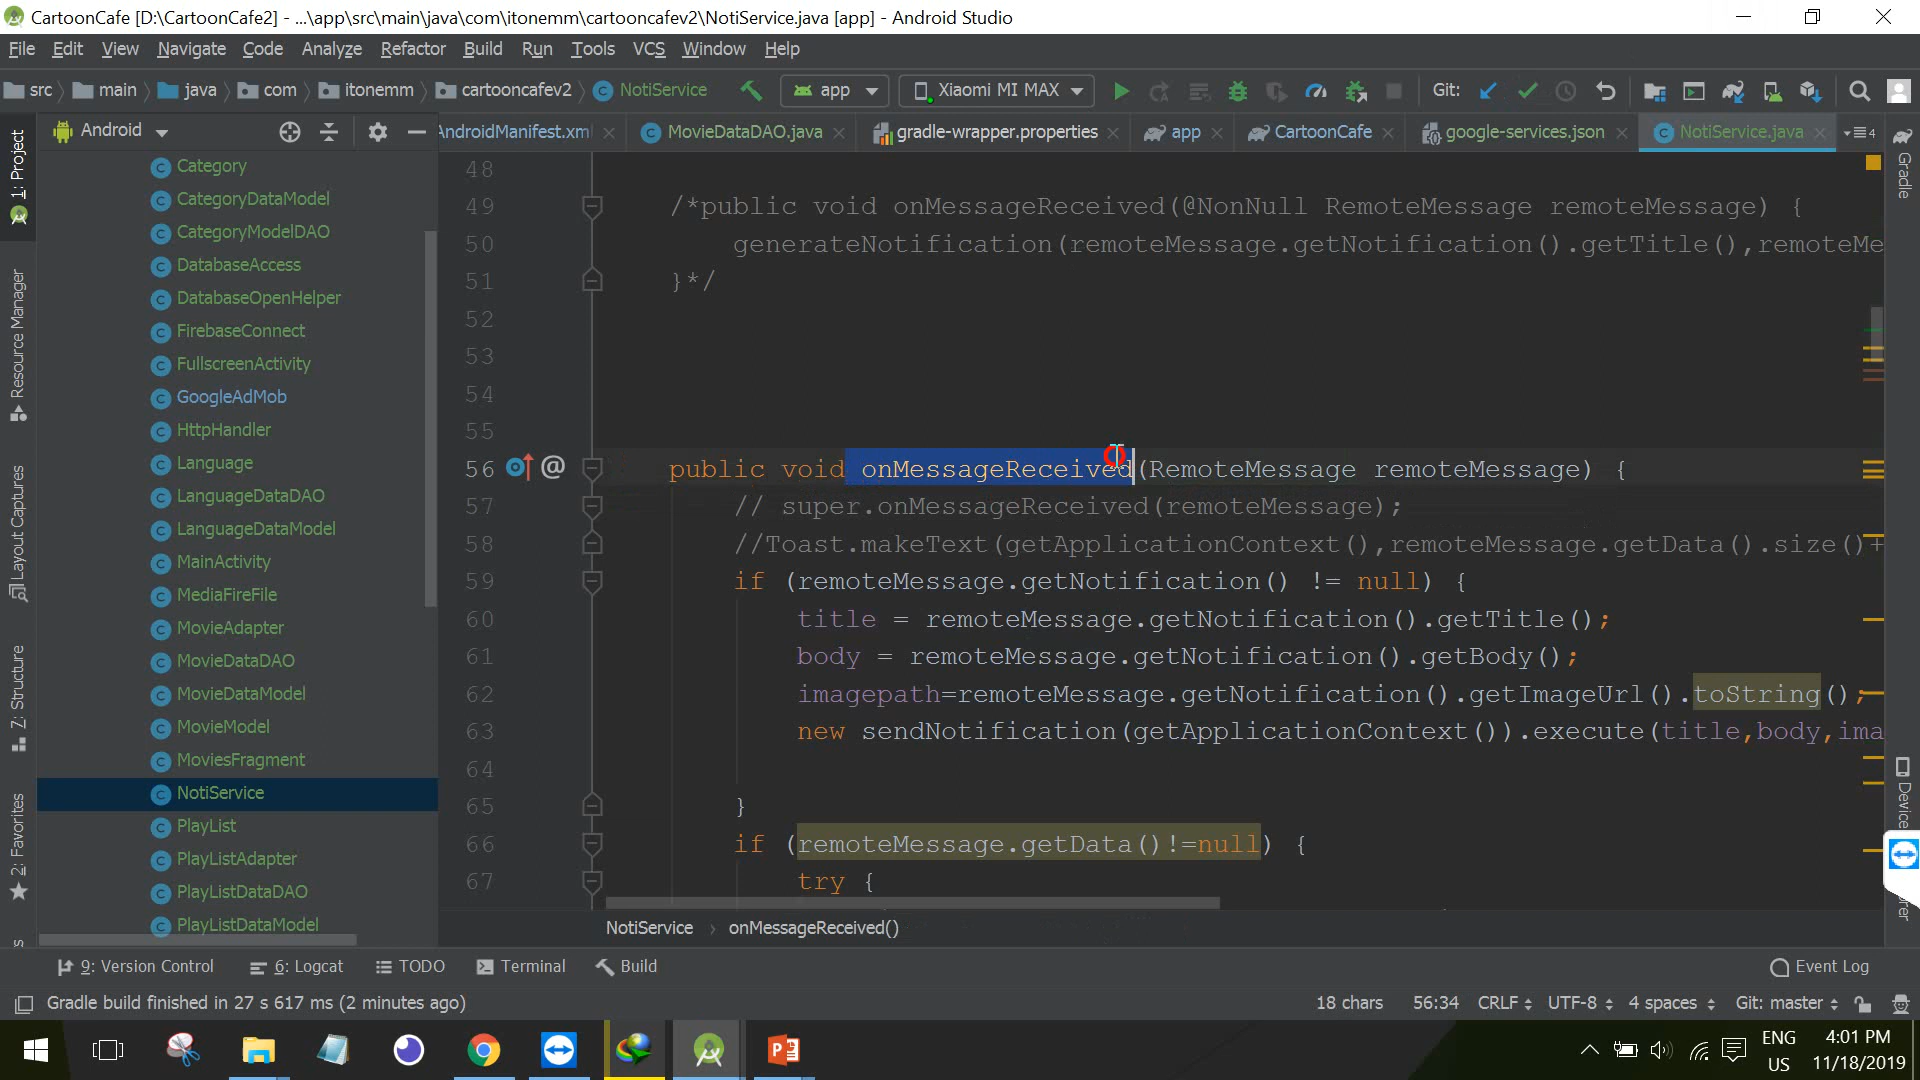 CartoonCafe [D:\CartoonCafe2] - ...\app\src\main\java\com\itonemm\cartooncafev2\NotiService.java [app] - Android Studio
File Edit View Navigate Code Analyze Refactor Build Run Tools VCS Window Help
src main java com itonemm cartooncafev2 NotiService app Xiaomi MI MAX Git:
Android
AndroidManifest.xml MovieDataDAO.java gradle-wrapper.properties app CartoonCafe google-services.json NotiService.java 4
1: Project
Resource Manager
Layout Captures
Z: Structure
2: Favorites
Category
CategoryDataModel
CategoryModelDAO
DatabaseAccess
DatabaseOpenHelper
FirebaseConnect
FullscreenActivity
GoogleAdMob
HttpHandler
Language
LanguageDataDAO
LanguageDataModel
MainActivity
MediaFireFile
MovieAdapter
MovieDataDAO
MovieDataModel
MovieModel
MoviesFragment
NotiService
PlayList
PlayListAdapter
PlayListDataDAO
PlayListDataModel
48
49 /*public void onMessageReceived(@NonNull RemoteMessage remoteMessage) {
50 generateNotification(remoteMessage.getNotification().getTitle(),remoteMe
51 }*/
52
53
54
55
56 @ public void onMessageReceived(RemoteMessage remoteMessage) {
57 // super.onMessageReceived(remoteMessage);
58 //Toast.makeText(getApplicationContext(),remoteMessage.getData().size()+
59 if (remoteMessage.getNotification() != null) {
60 title = remoteMessage.getNotification().getTitle();
61 body = remoteMessage.getNotification().getBody();
62 imagepath=remoteMessage.getNotification().getImageUrl().toString();
63 new sendNotification(getApplicationContext()).execute(title,body,ima
64
65 }
66 if (remoteMessage.getData()!=null) {
67 try {
Gradle
Device
rer
NotiService onMessageReceived()
9: Version Control 6: Logcat TODO Terminal Build Event Log
Gradle build finished in 27 s 617 ms (2 minutes ago) 18 chars 56:34 CRLF UTF-8 4 spaces Git: master
ENG
US
4:01 PM
11/18/2019